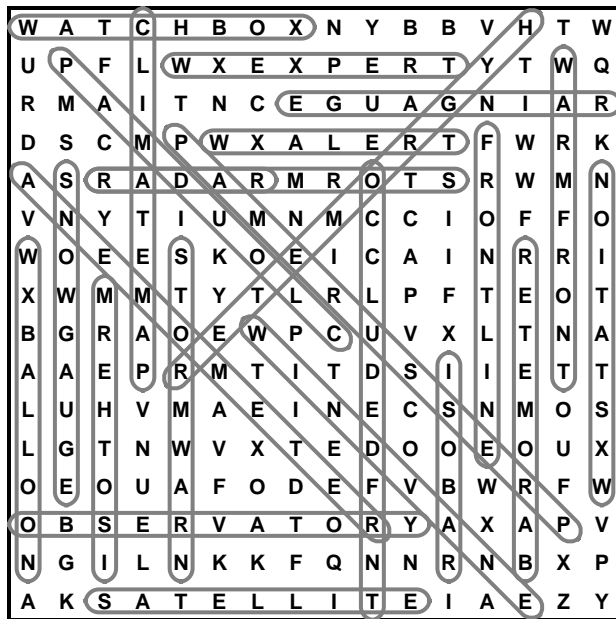 W A T C H B O X N Y B B V H T W
U P F L W X E X P E R T Y T W Q
R M A I T N C E G U A G N I A R
D S C M P W X A L E R T F W R K
A S R A D A R M R O T S R W M N
V N Y T I U M N M C C I O F F O
W O E E S K O E I C A I N R R I
X W M M T Y T L R L P F T E O T
B G R A O E W P C U V X L T N A
A A E P R M T I T D S I I E T T
L U H V M A E I N E C S N M O S
L G T N W V X T E D O O E O U X
O E O U A F O D E F V B W R F W
O B S E R V A T O R Y A X A P V
N G I L N K K F Q N N R N B X P
A K S A T E L L I T E I A E Z Y